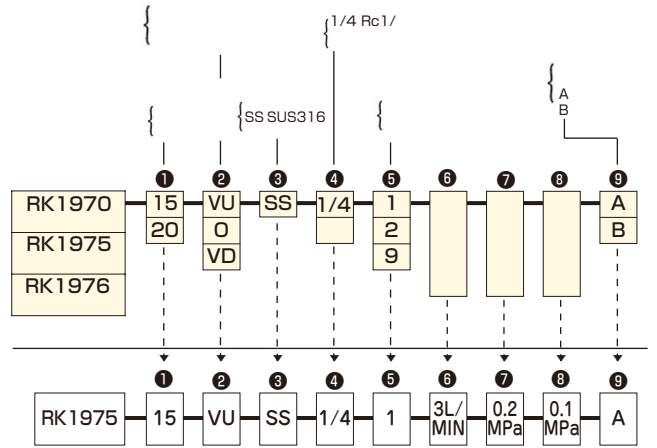 1/4 Rc1/
SS SUS316
A
B
❶ ❷ ❸ ❹ ❺ ❻ ❼ ❽ ❾
RK1970 15 VU SS 1/4 1 A
20 0 2 B
RK1975
VD 9
RK1976
❶ ❷ ❸ ❹ ❺ ❻ ❼ ❽ ❾
RK1975 15 VU SS 1/4 1 3L/MIN 0.2 MPa 0.1 MPa A